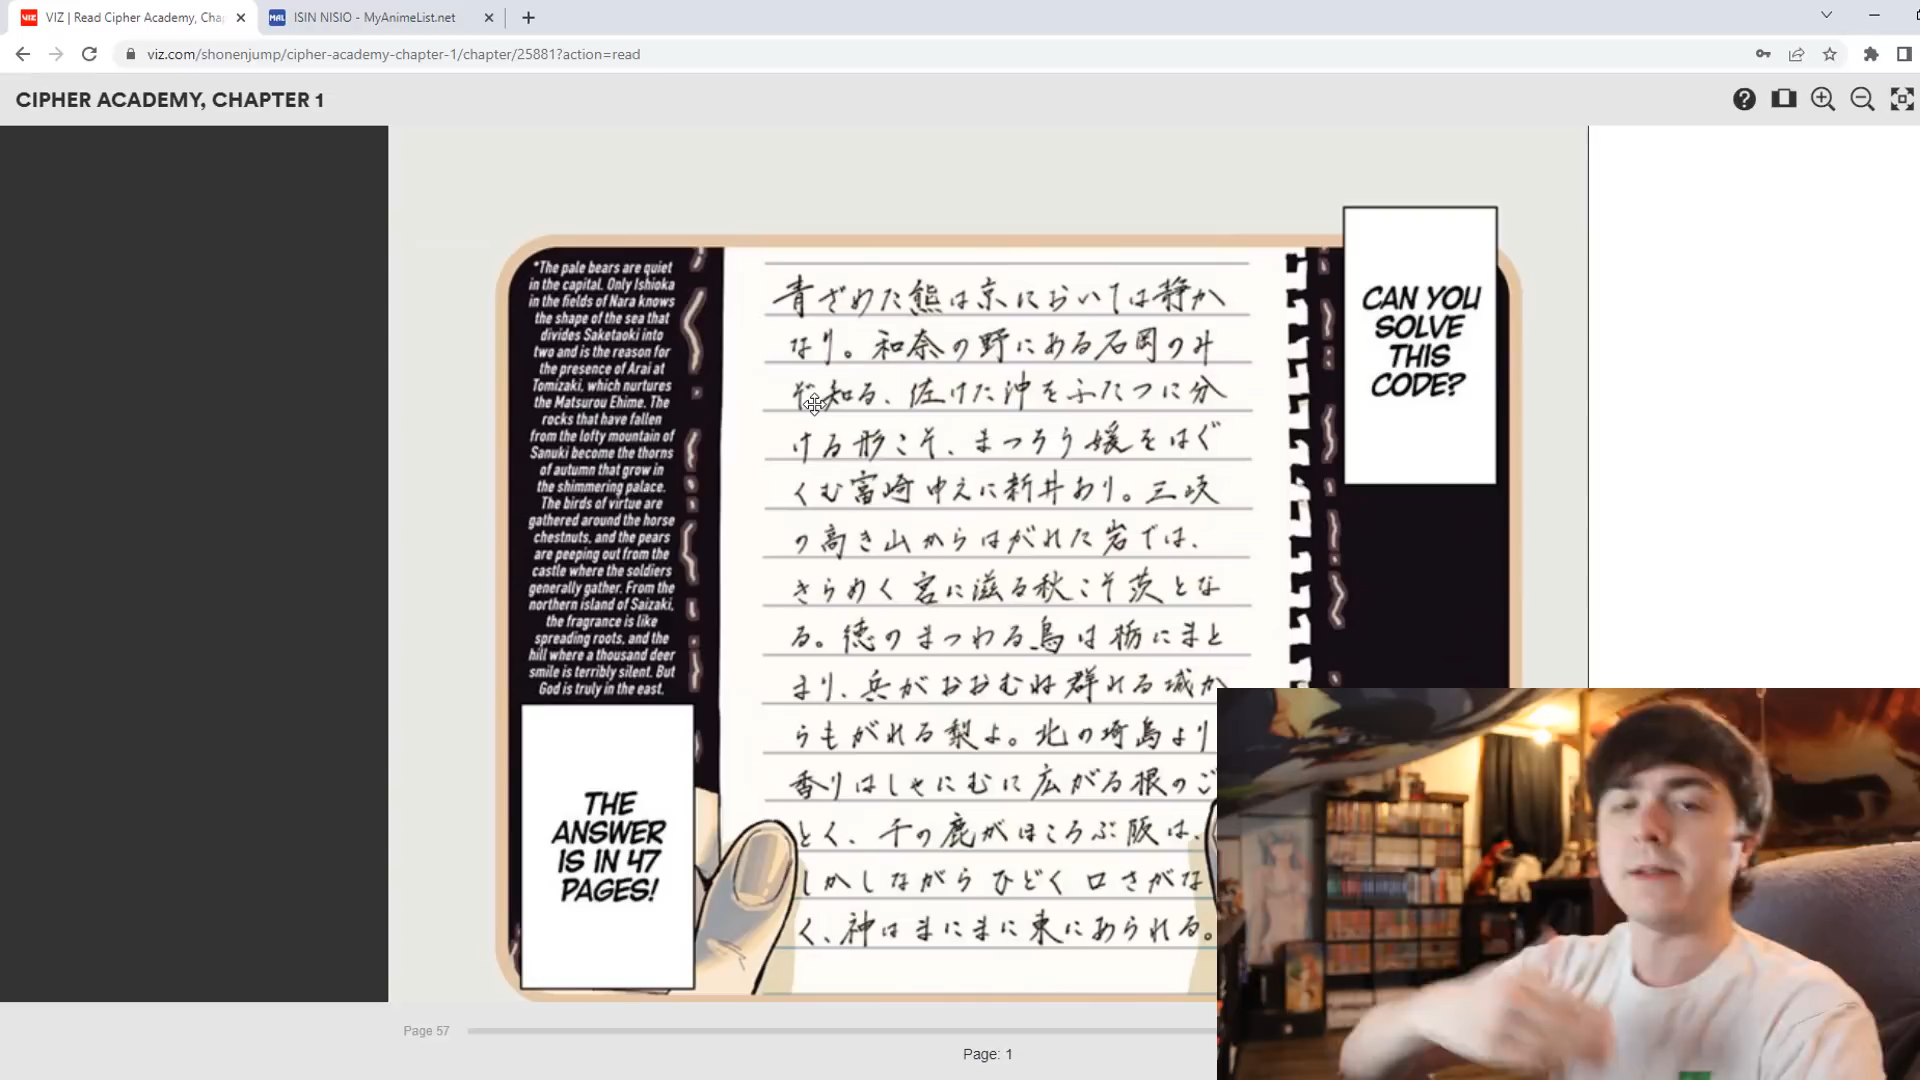 VIZ | Read Cipher Academy, Cha
ISIN NISIO - MyAnimeList.net
viz.com/shonenjump/cipher-academy-chapter-1/chapter/25881?action=read
CIPHER ACADEMY, CHAPTER 1
CAN YOU
SOLVE
THIS
CODE?
青ざめた熊は京においては静か
なり。和奈の野にある石岡のみ
ぞ知る、佐けた沖をふたつに分
ける形こそ、まつろう媛をはぐ
くむ富崎ゆえに新井あり。三岐
の高き山からはがれた岩では、
きらめく宮に滋る秋こそ茨とな
る。徳のまつわる鳥は栃にまと
まり、兵がおおむね群れる城か
らもがれる梨よ。北の埼島より
香りはしゃにむに広がる根のご
とく、千の鹿がほころぶ阪は、
しかしながらひどく口さがな
く、神はまにまに東にあられる。
*The pale bears are quiet
in the capital. Only Ishioka
in the fields of Nara knows
the shape of the sea that
divides Saketaoki into
two and is the reason for
the presence of Arai at
Tomizaki, which nurtures
the Matsurou Ehime. The
rocks that have fallen
from the lofty mountain of
Sanuki become the thorns
of autumn that grow in
the shimmering palace.
The birds of virtue are
gathered around the horse
chestnuts, and the pears
are peeping out from the
castle where the soldiers
generally gather. From the
northern island of Saizaki,
the fragrance is like
spreading roots, and the
hill where a thousand deer
smile is terribly silent. But
God is truly in the east.
THE
ANSWER
IS IN 47
PAGES!
Page 57
Page: 1